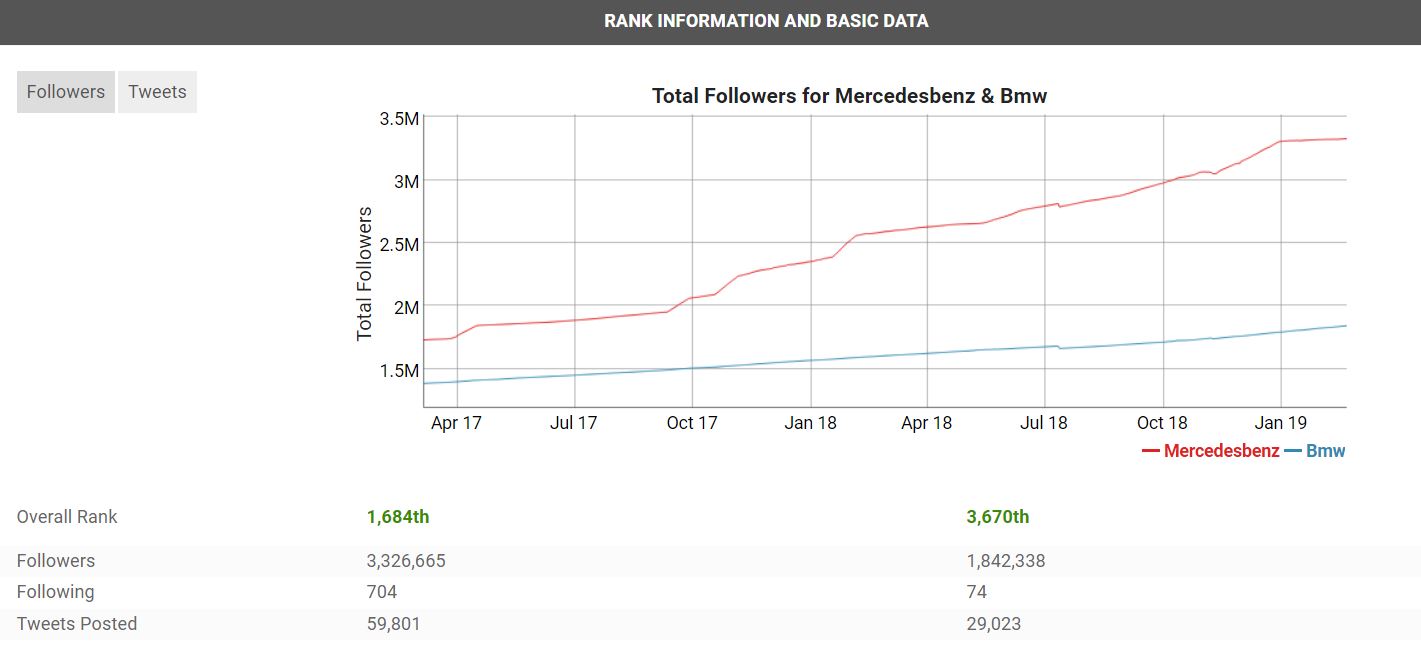 RANK INFORMATION AND BASIC DATA
Followers Tweets
Total Followers for Mercedesbenz & Bmw
Total Followers
3.5M
3M
2.5M
2M
1.5M
Apr 17 Jul 17 Oct 17 Jan 18 Apr 18 Jul 18 Oct 18 Jan 19
Mercedesbenz Bmw
Overall Rank 1,684th 3,670th
Followers 3,326,665 1,842,338
Following 704 74
Tweets Posted 59,801 29,023